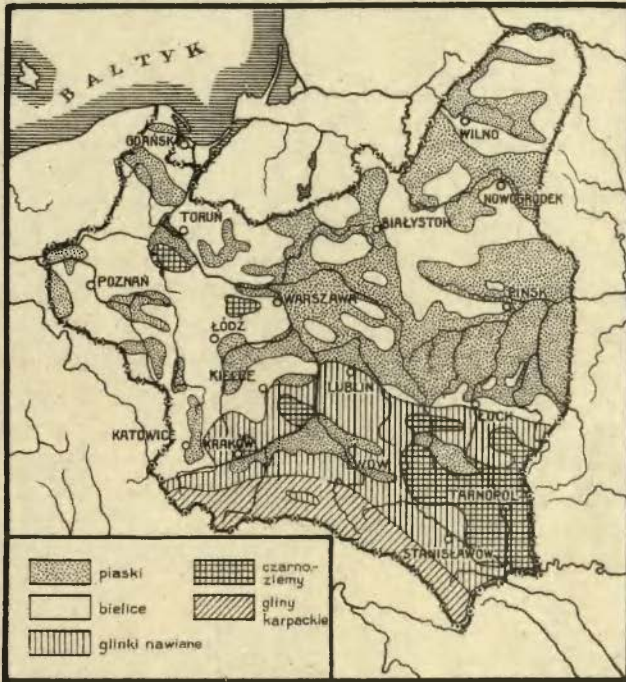 BAŁTYK
GDAŃSK
WILNO
NOWOGRÓDEK
TORUŃ
BIAŁYSTOK
POZNAŃ
WARSZAWA
PIŃSK
ŁÓDŹ
KIELCE
LUBLIN
ŁUCK
KATOWIC
KRAKÓW
LWÓW
TARNOPOL
STANISŁAWÓW
piaski
czarno-
ziemy
bielice
gliny
karpackie
glinki nawiane